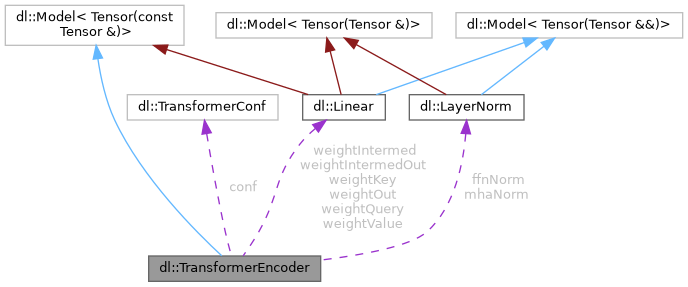 dl::Model< Tensor(const
Tensor &)>
dl::Model< Tensor(Tensor &)>
dl::Model< Tensor(Tensor &&)>
dl::TransformerConf
dl::Linear
dl::LayerNorm
conf
weightIntermed
weightIntermedOut
weightKey
weightOut
weightQuery
weightValue
ffnNorm
mhaNorm
dl::TransformerEncoder